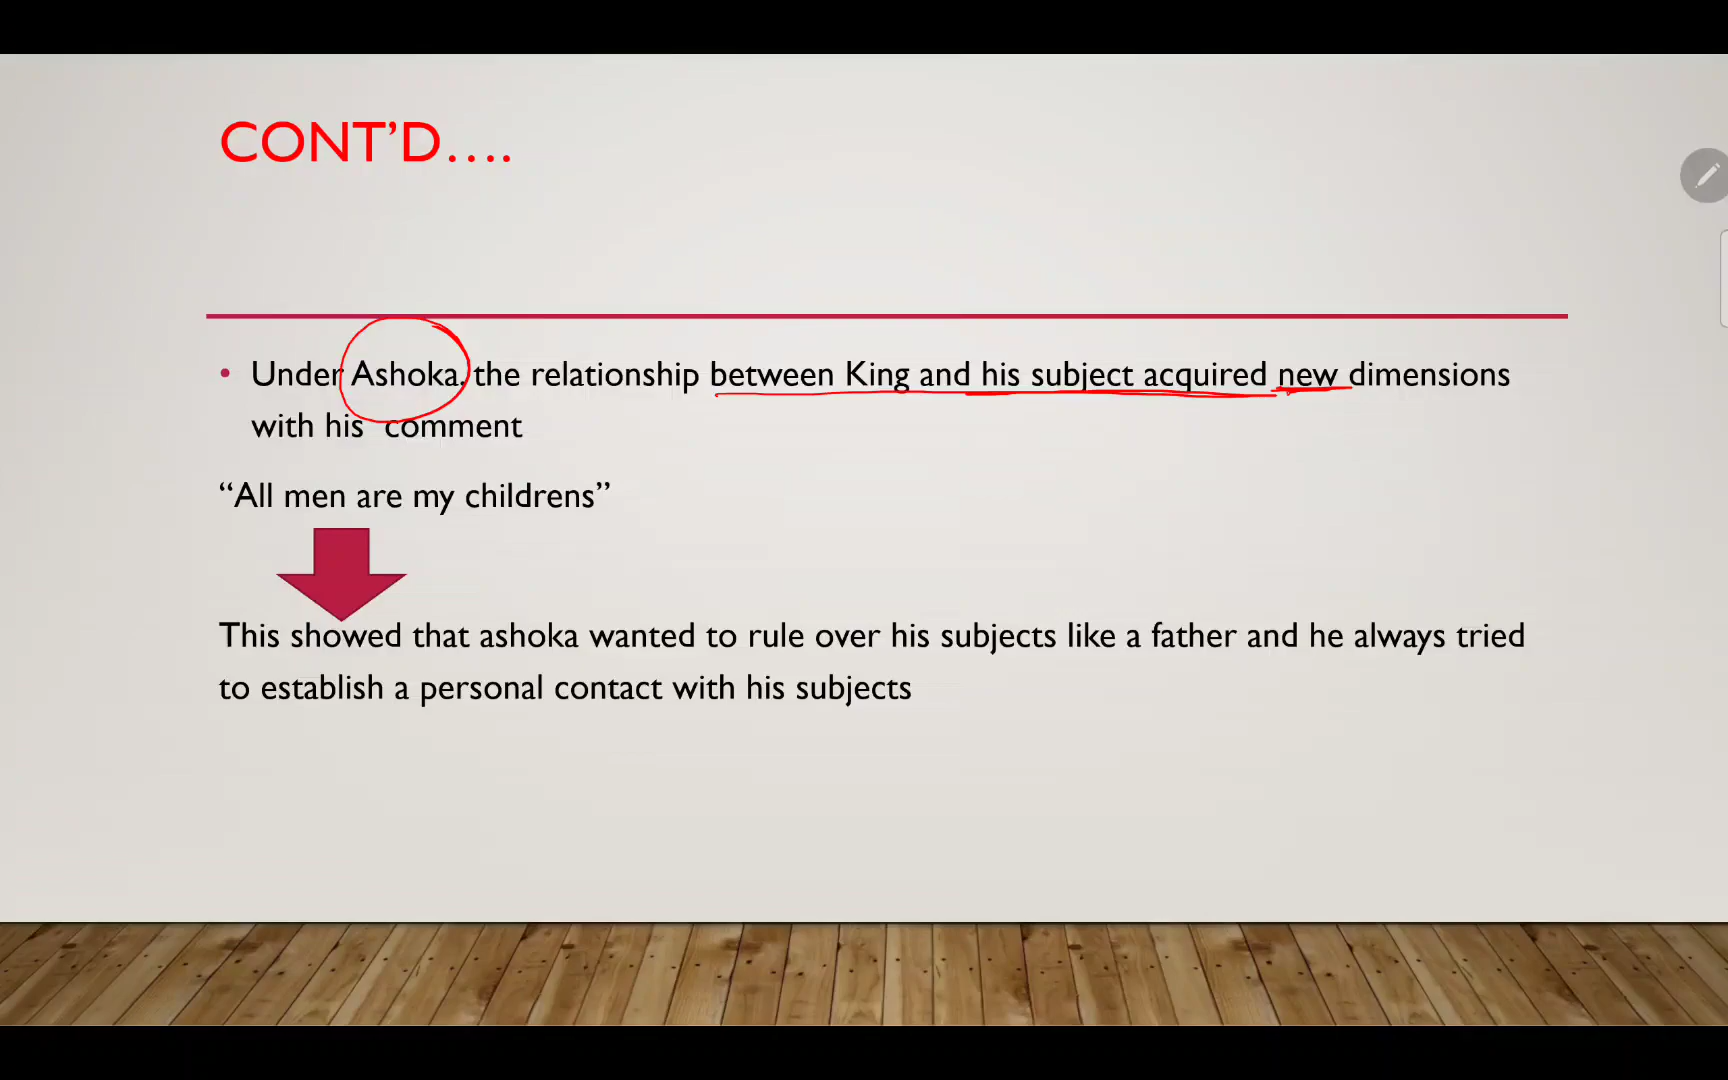 CONT’D....
• Under Ashoka, the relationship between King and his subject acquired new dimensions
with his comment
“All men are my childrens”
This showed that ashoka wanted to rule over his subjects like a father and he always tried
to establish a personal contact with his subjects